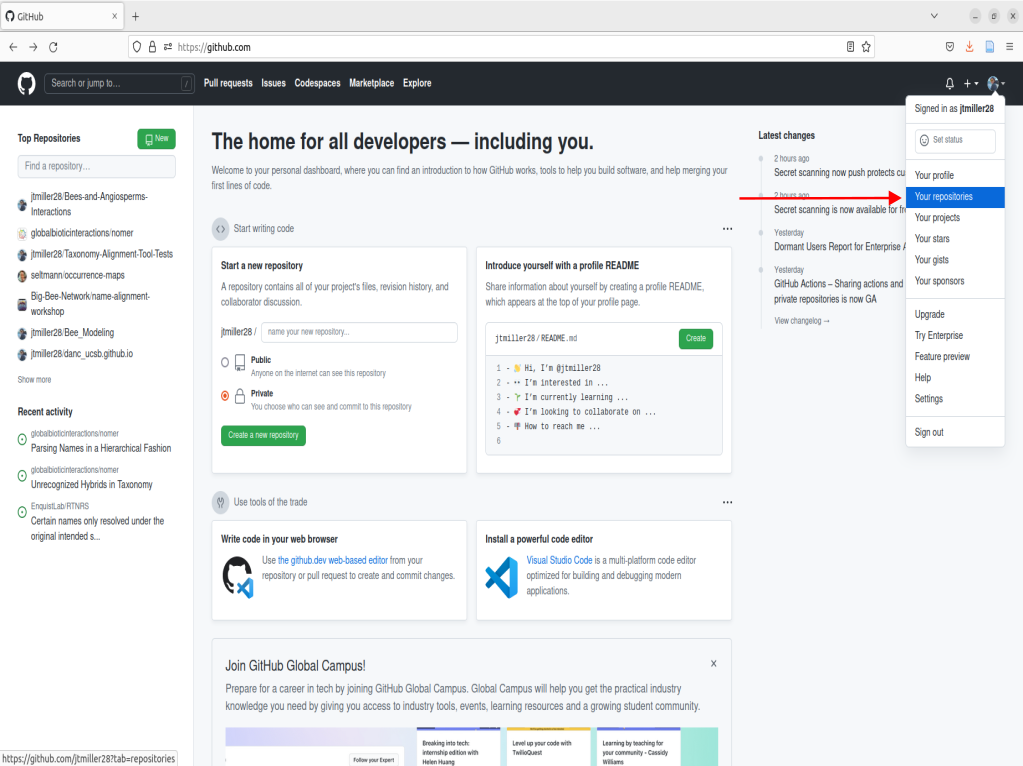 GitHub
https://github.com
Search or jump to...
/
Pull requests Issues Codespaces Marketplace Explore
Signed in as jtmiller28
Set status
Your profile
Your repositories
Your projects
Your stars
Your gists
Your sponsors
Upgrade
Try Enterprise
Feature preview
Help
Settings
Sign out
Top Repositories
New
Find a repository...
jtmiller28/Bees-and-Angiosperms-
Interactions
globalbioticinteractions/nomer
jtmiller28/Taxonomy-Alignment-Tool-Tests
seltmann/occurrence-maps
Big-Bee-Network/name-alignment-
workshop
jtmiller28/Bee_Modeling
jtmiller28/danc_ucsb.github.io
Show more
Recent activity
globalbioticinteractions/nomer
Parsing Names in a Hierarchical Fashion
globalbioticinteractions/nomer
Unrecognized Hybrids in Taxonomy
EnquistLab/RTNRS
Certain names only resolved under the
original intended s...
The home for all developers — including you.
Welcome to your personal dashboard, where you can find an introduction to how GitHub works, tools to help you build software, and help merging your
first lines of code.
Start writing code
Start a new repository
A repository contains all of your project's files, revision history, and
collaborator discussion.
jtmiller28 /
name your new repository...
Public
Anyone on the internet can see this repository
Private
You choose who can see and commit to this repository
Create a new repository
Introduce yourself with a profile README
Share information about yourself by creating a profile README,
which appears at the top of your profile page.
jtmiller28/README.md
Create
1 - 👋 Hi, I'm @jtmiller28
2 - 👀 I'm interested in ...
3 - 🌱 I'm currently learning ...
4 - 💞️ I'm looking to collaborate on ...
5 - 📫 How to reach me ...
6
Use tools of the trade
Write code in your web browser
Use the github.dev web-based editor from your
repository or pull request to create and commit changes.
Install a powerful code editor
Visual Studio Code is a multi-platform code editor
optimized for building and debugging modern
applications.
Join GitHub Global Campus!
x
Prepare for a career in tech by joining GitHub Global Campus. Global Campus will help you get the practical industry
knowledge you need by giving you access to industry tools, events, learning resources and a growing student community.
Follow your Expert
Breaking into tech:
internship edition with
Helen Huang
Level up your code with
TwilioQuest
Learning by teaching for
your community - Cassidy
Williams
Latest changes
2 hours ago
Secret scanning now push protects cu
2 hours ago
Secret scanning is now available for fr
Yesterday
Dormant Users Report for Enterprise A
Yesterday
GitHub Actions – Sharing actions and
private repositories is now GA
View changelog →
https://github.com/jtmiller28?tab=repositories